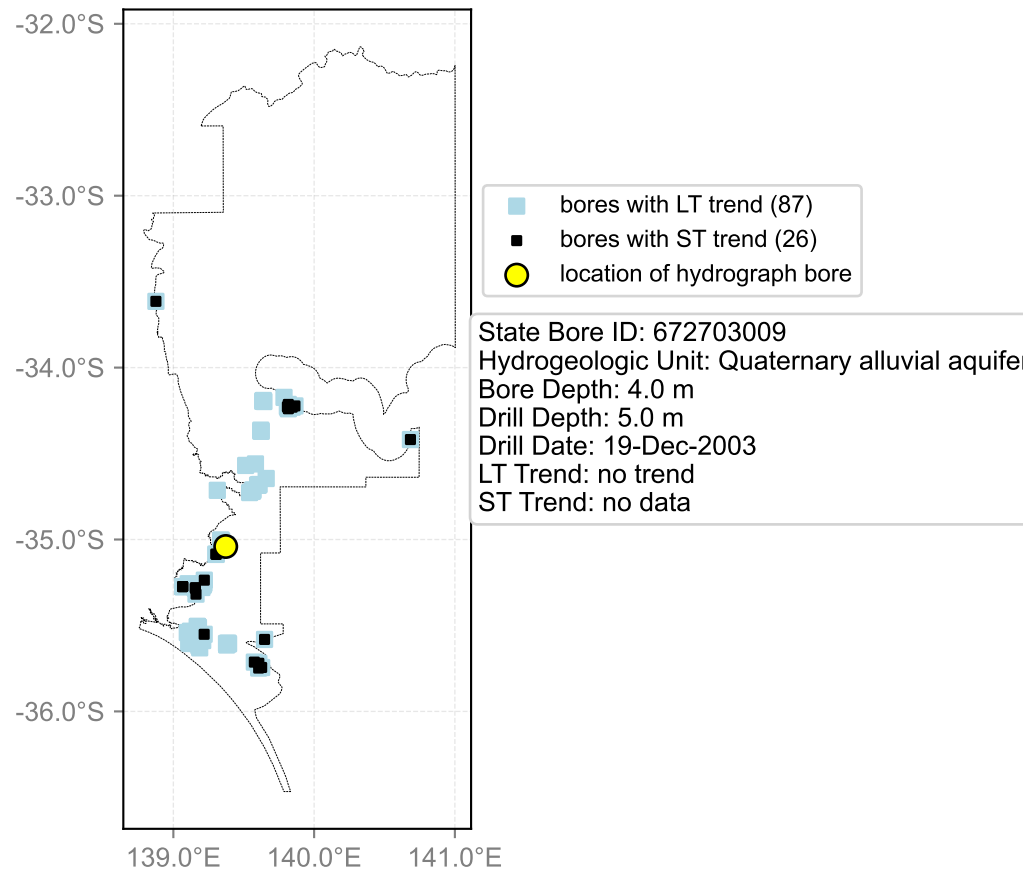 -32.0°S
-33.0°S
-34.0°S
-35.0°S
-36.0°S
139.0°E 140.0°E 141.0°E
bores with LT trend (87)
bores with ST trend (26)
location of hydrograph bore
State Bore ID: 672703009
Hydrogeologic Unit: Quaternary alluvial aquifer
Bore Depth: 4.0 m
Drill Depth: 5.0 m
Drill Date: 19-Dec-2003
LT Trend: no trend
ST Trend: no data